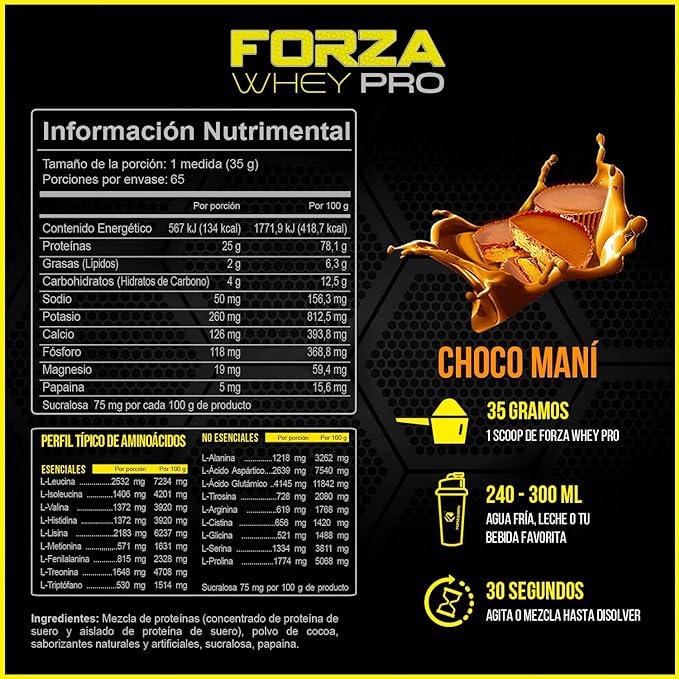 FORZA
WHEY PRO
Información Nutrimental
Tamaño de la porción: 1 medida (35 g)
Porciones por envase: 65
Por porción Por 100 g
Contenido Energético 567 kJ (134 kcal) 1771,9 kJ (418,7 kcal)
Proteínas 25 g 78,1 g
Grasas (Lípidos) 2 g 6,3 g
Carbohidratos (Hidratos de Carbono) 4 g 12,5 g
Sodio 50 mg 156,3 mg
Potasio 260 mg 812,5 mg
Calcio 126 mg 393,8 mg
Fósforo 118 mg 368,8 mg
Magnesio 19 mg 59,4 mg
Papaína 5 mg 15,6 mg
Sucralosa 75 mg por cada 100 g de producto
PERFIL TÍPICO DE AMINOÁCIDOS
ESENCIALES Por porción Por 100 g
L-Leucina 2532 mg 7234 mg
L-Isoleucina 1406 mg 4201 mg
L-Valina 1372 mg 3920 mg
L-Histidina 1372 mg 3920 mg
L-Lisina 2183 mg 6237 mg
L-Metionina 571 mg 1631 mg
L-Fenilalanina 815 mg 2328 mg
L-Treonina 1648 mg 4708 mg
L-Triptófano 530 mg 1514 mg
NO ESENCIALES Por porción Por 100 g
L-Alanina 1218 mg 3262 mg
L-Ácido Aspártico 2639 mg 7540 mg
L-Ácido Glutámico 4145 mg 11842 mg
L-Tirosina 728 mg 2080 mg
L-Arginina 619 mg 1768 mg
L-Cistina 656 mg 1420 mg
L-Glicina 521 mg 1488 mg
L-Serina 1334 mg 3811 mg
L-Prolina 1774 mg 5068 mg
Sucralosa 75 mg por 100 g de producto
Ingredientes: Mezcla de proteínas (concentrado de proteína de
suero y aislado de proteína de suero), polvo de cocoa,
saborizantes naturales y artificiales, sucralosa, papaina.
CHOCO MANÍ
35 GRAMOS
1 SCOOP DE FORZA WHEY PRO
240 - 300 ML
AGUA FRÍA, LECHE O TU
BEBIDA FAVORITA
30 SEGUNDOS
AGITA O MEZCLA HASTA DISOLVER